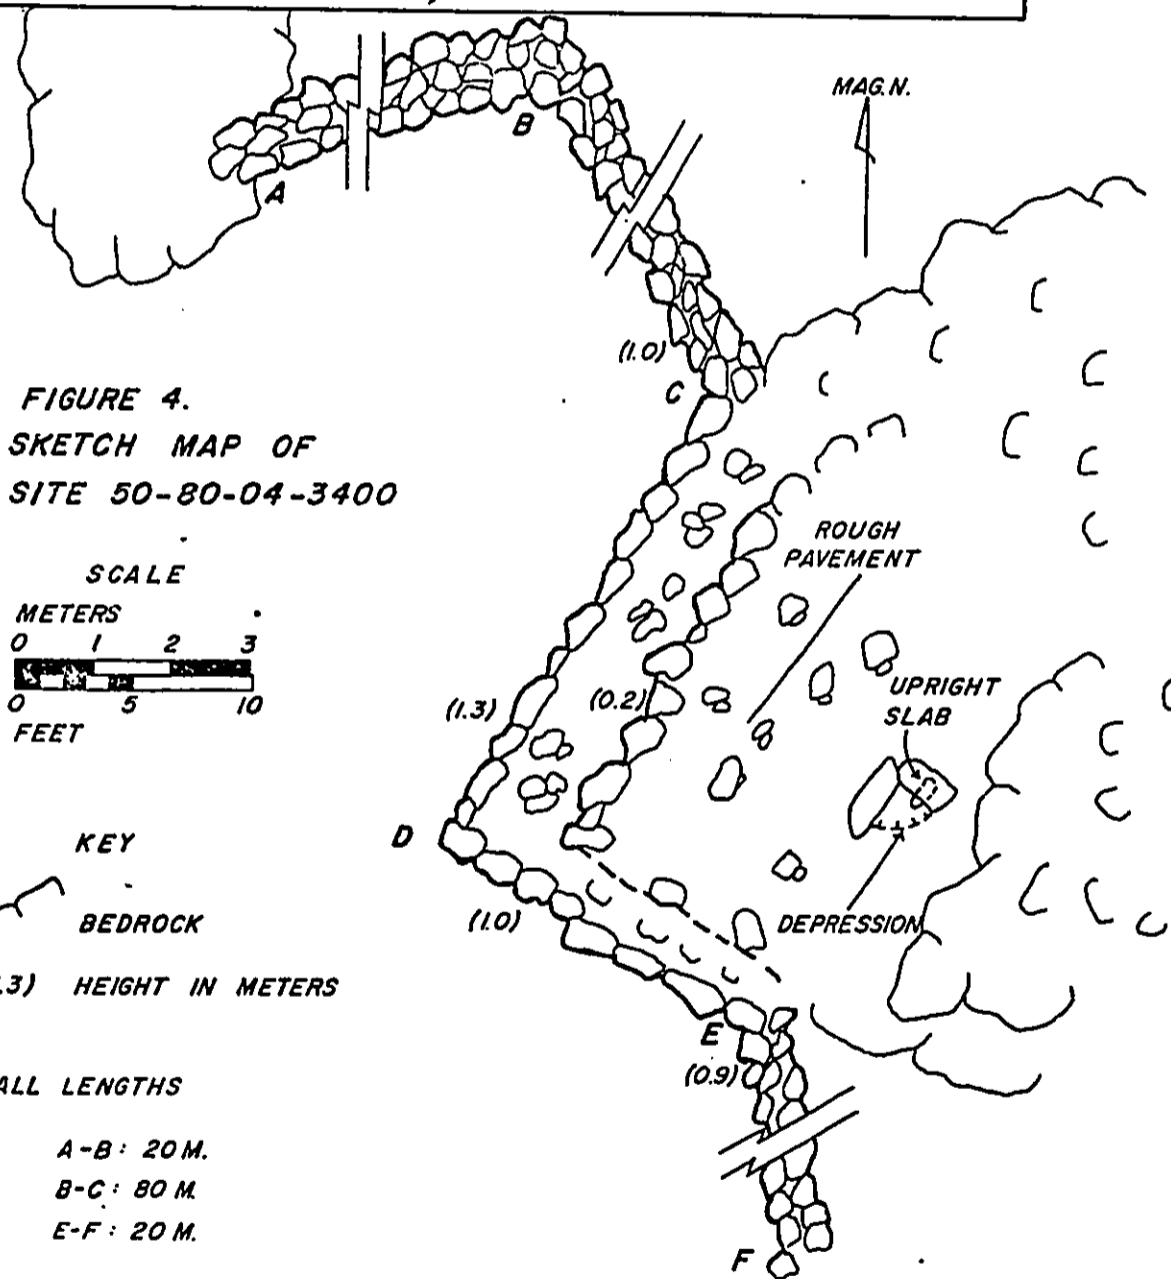 MAG.N.
A
B
(1.0)
C
FIGURE 4.
SKETCH MAP OF
SITE 50-80-04-3400
SCALE
METERS
0 1 2 3
0 5 10
FEET
ROUGH
PAVEMENT
(1.3)
(0.2)
UPRIGHT
SLAB
D
KEY
(1.0)
BEDROCK
DEPRESSION
.3) HEIGHT IN METERS
E
(0.9)
ALL LENGTHS
A-B: 20 M.
B-C: 80 M.
E-F: 20 M.
F